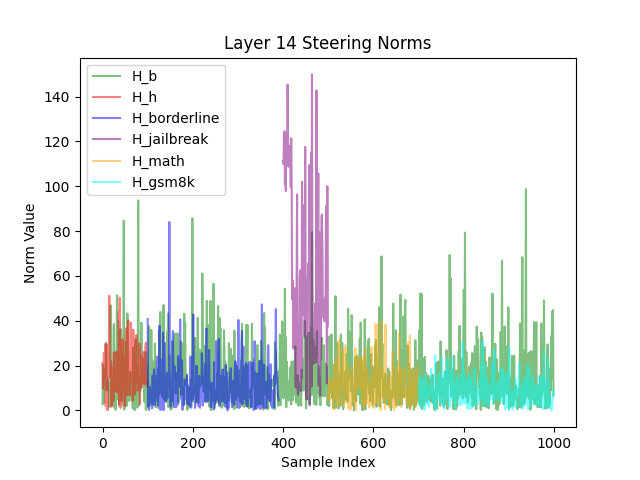 Layer 14 Steering Norms
H_b
H_h
H_borderline
H_jailbreak
H_math
H_gsm8k
Norm Value
140
120
100
80
60
40
20
0
0
200
400
600
800
1000
Sample Index